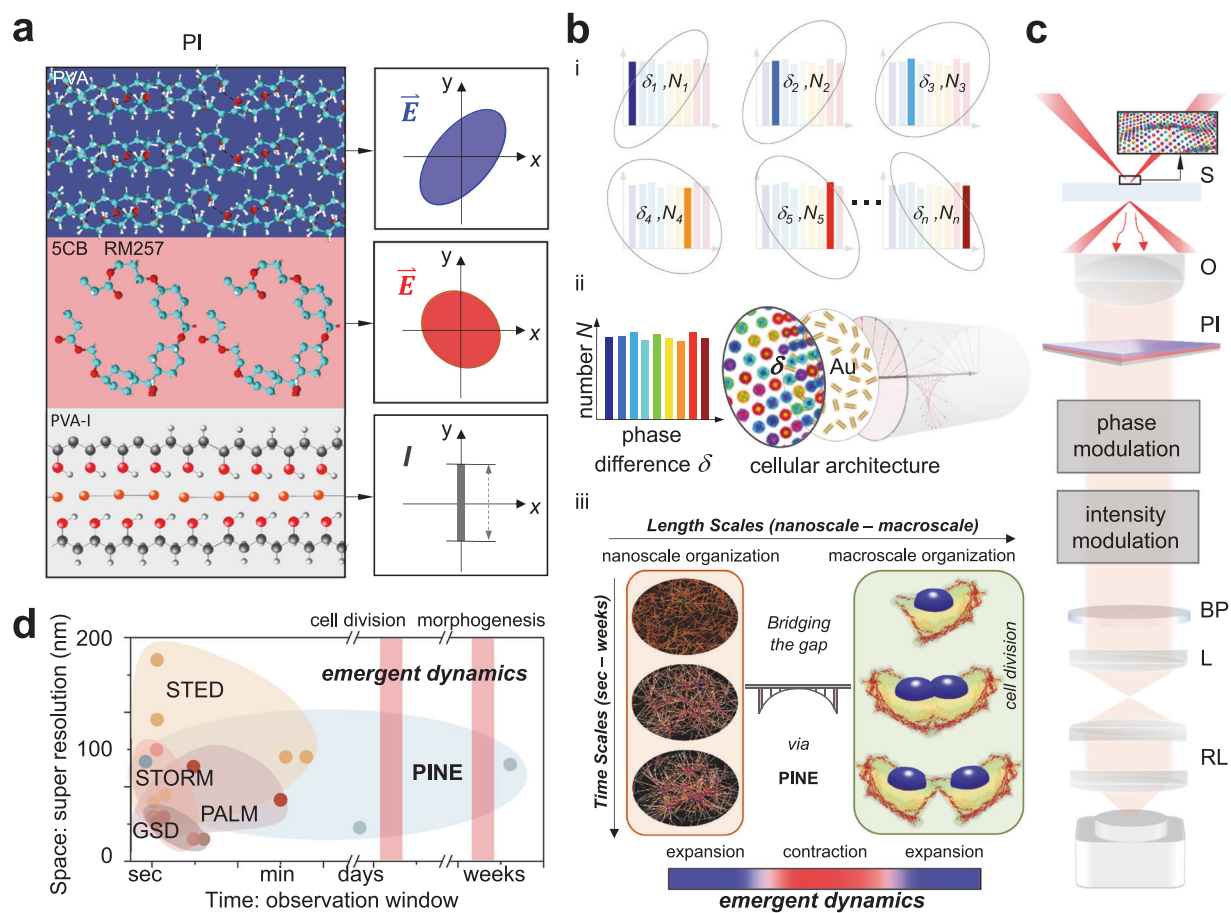 a
PI
PVA
y
E
x
5CB RM257
y
E
x
PVA-I
y
I
x
b
i
δ1 , N1
δ2 , N2
δ3 , N3
δ4 , N4
δ5 , N5
...
δn , Nn
ii
number N
phase
difference δ
δ
Au
cellular architecture
iii
Length Scales (nanoscale – macroscale)
nanoscale organization
macroscale organization
Time Scales (sec – weeks)
Bridging
the gap
via
PINE
cell division
expansion
contraction
expansion
emergent dynamics
c
S
O
PI
phase
modulation
intensity
modulation
BP
L
RL
d
cell division
morphogenesis
emergent dynamics
Space: super resolution (nm)
200
100
0
STED
STORM
PALM
GSD
PINE
sec
min
days
weeks
Time: observation window